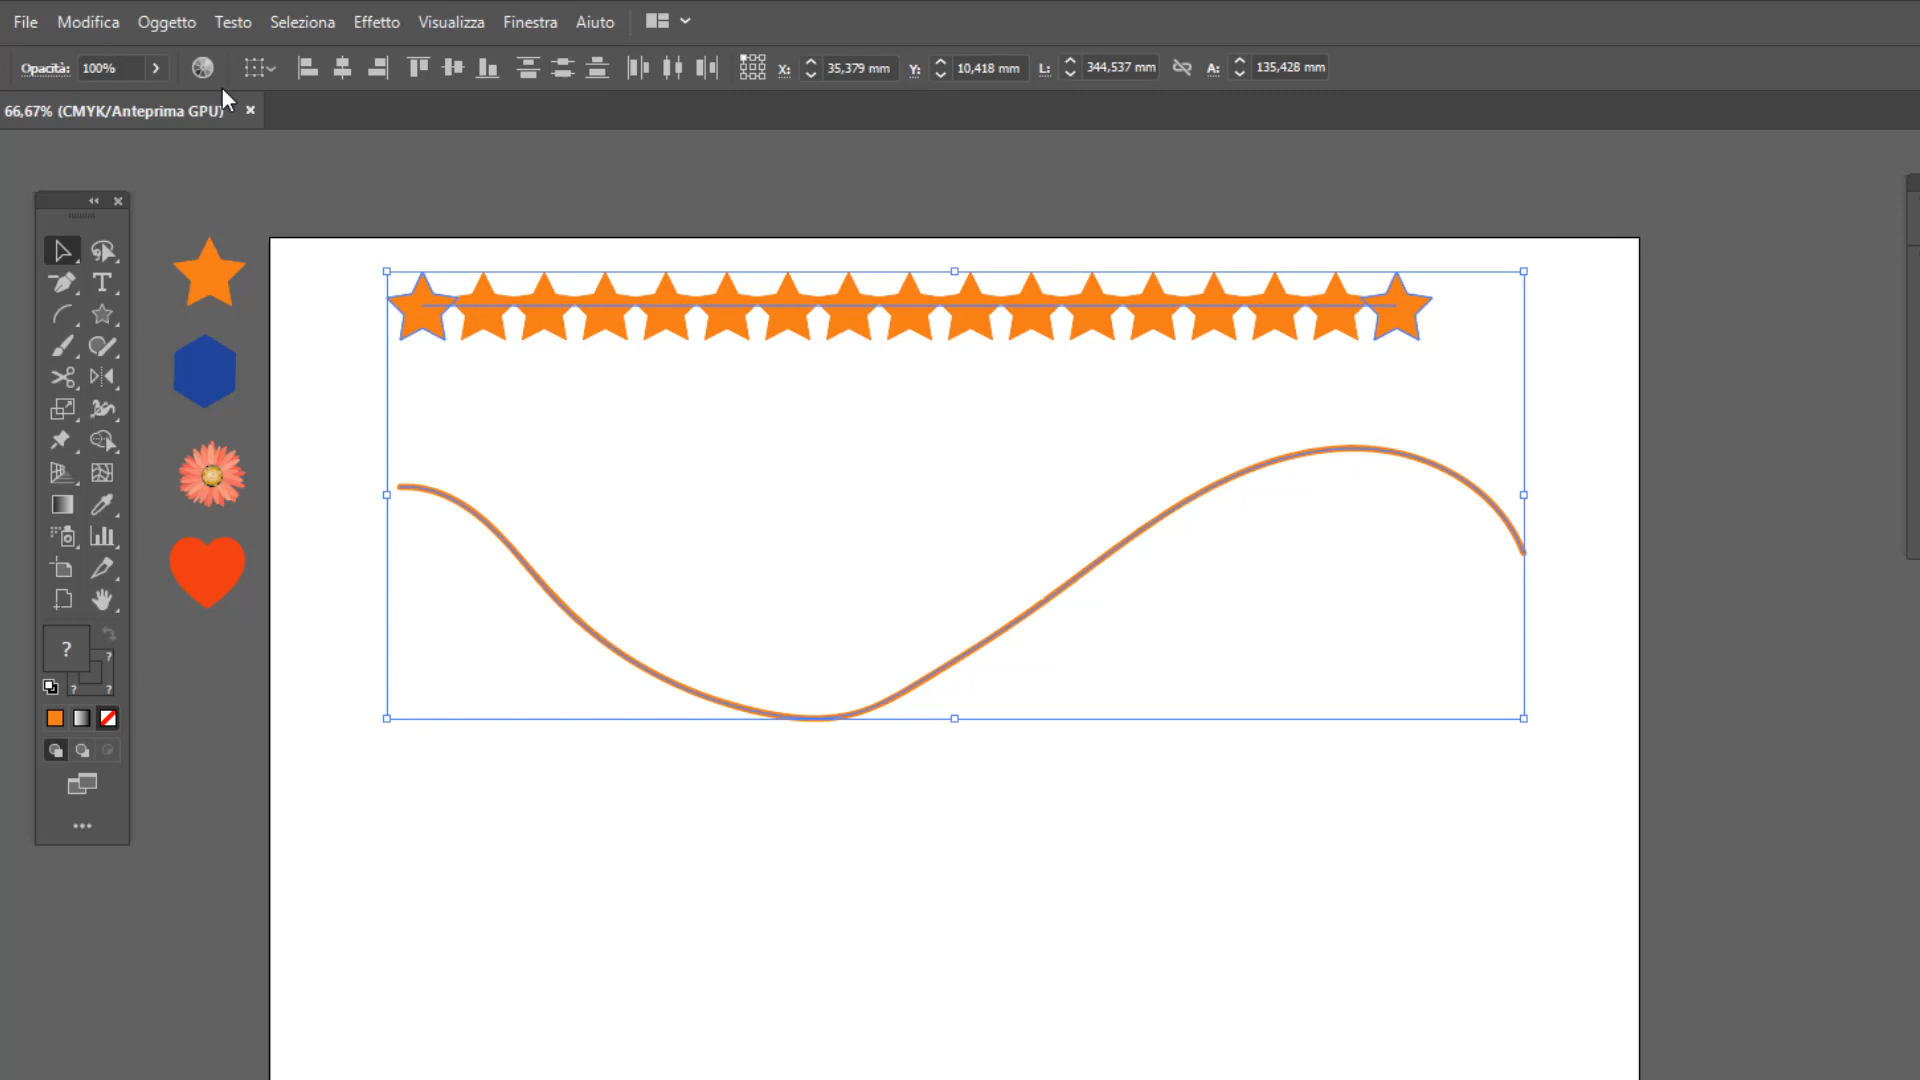 File Modifica Oggetto Testo Seleziona Effetto Visualizza Finestra Aiuto
Opacità: 100% X: 35,379 mm Y: 10,418 mm L: 344,537 mm A: 135,428 mm
66,67% (CMYK/Anteprima GPU)
T
?
?
? ?